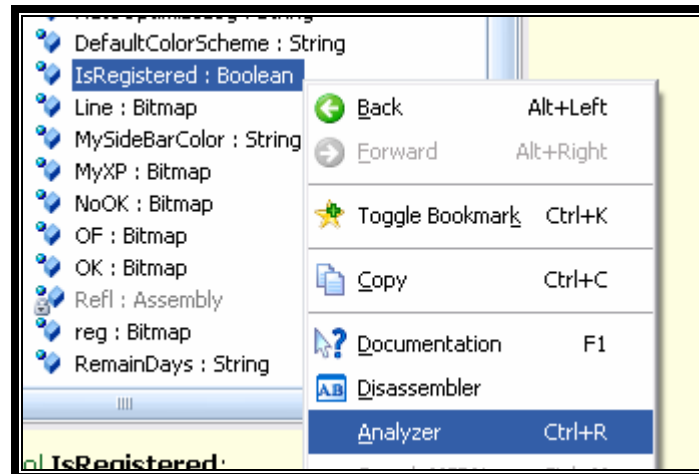 DefaultColorScheme : String
IsRegistered : Boolean
Line : Bitmap
MySideBarColor : String
MyXP : Bitmap
NoOK : Bitmap
OF : Bitmap
OK : Bitmap
Refl : Assembly
reg : Bitmap
RemainDays : String
Back Alt+Left
Forward Alt+Right
Toggle Bookmark Ctrl+K
Copy Ctrl+C
Documentation F1
Disassembler
Analyzer Ctrl+R
IsRegistered;